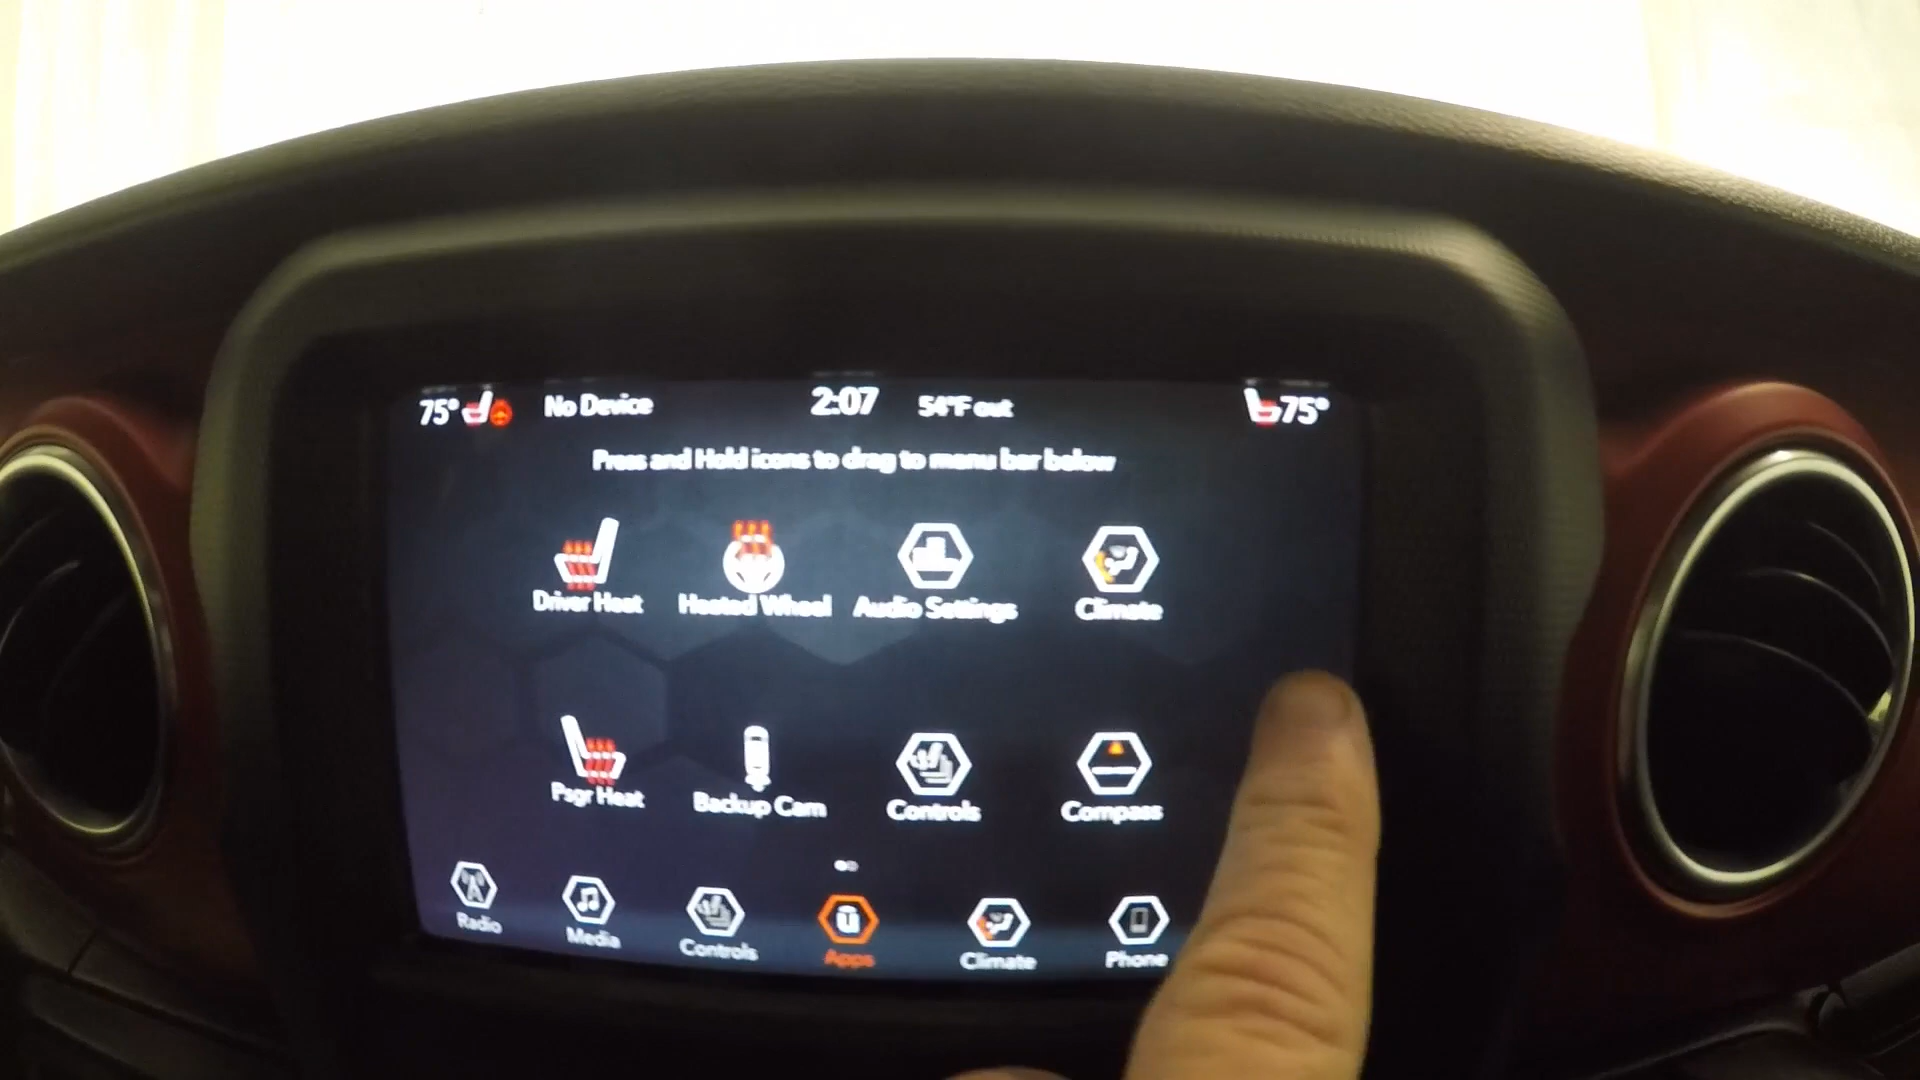 75° No Device 2:07 54°F out 75°
Press and Hold icons to drag to menu bar below
Driver Heat Heated Wheel Audio Settings Climate
Psgr Heat Backup Cam Controls Compass
Radio Media Controls Apps Climate Phone